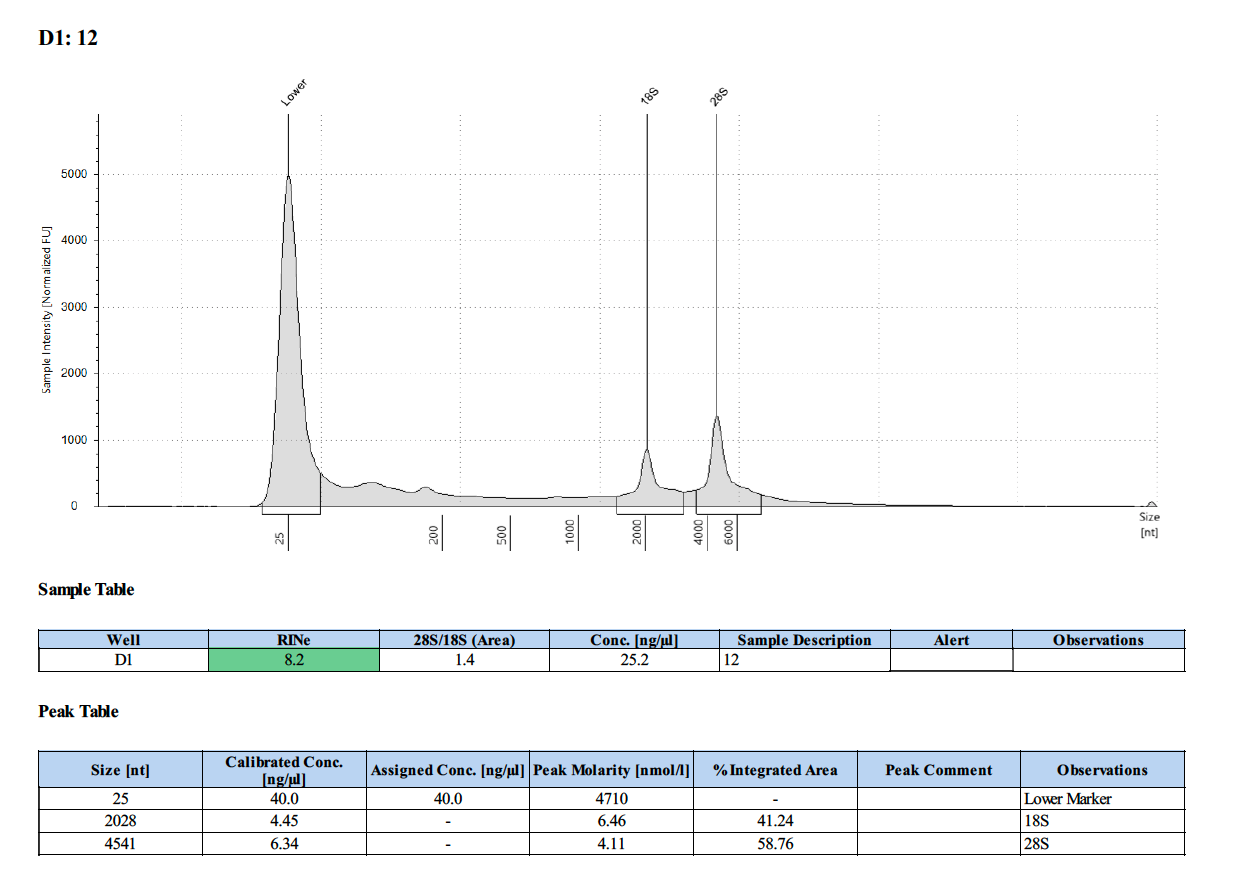 D1: 12
Lower
18S
28S
Sample Intensity [Normalized FU]
5000
4000
3000
2000
1000
0
25
200
500
1000
2000
4000
6000
Size
[nt]
Sample Table
Well RINe 28S/18S (Area) Conc. [ng/µl] Sample Description Alert Observations
D1 8.2 1.4 25.2 12
Peak Table
Size [nt] Calibrated Conc. [ng/µl] Assigned Conc. [ng/µl] Peak Molarity [nmol/l] % Integrated Area Peak Comment Observations
25 40.0 40.0 4710 - Lower Marker
2028 4.45 - 6.46 41.24 18S
4541 6.34 - 4.11 58.76 28S